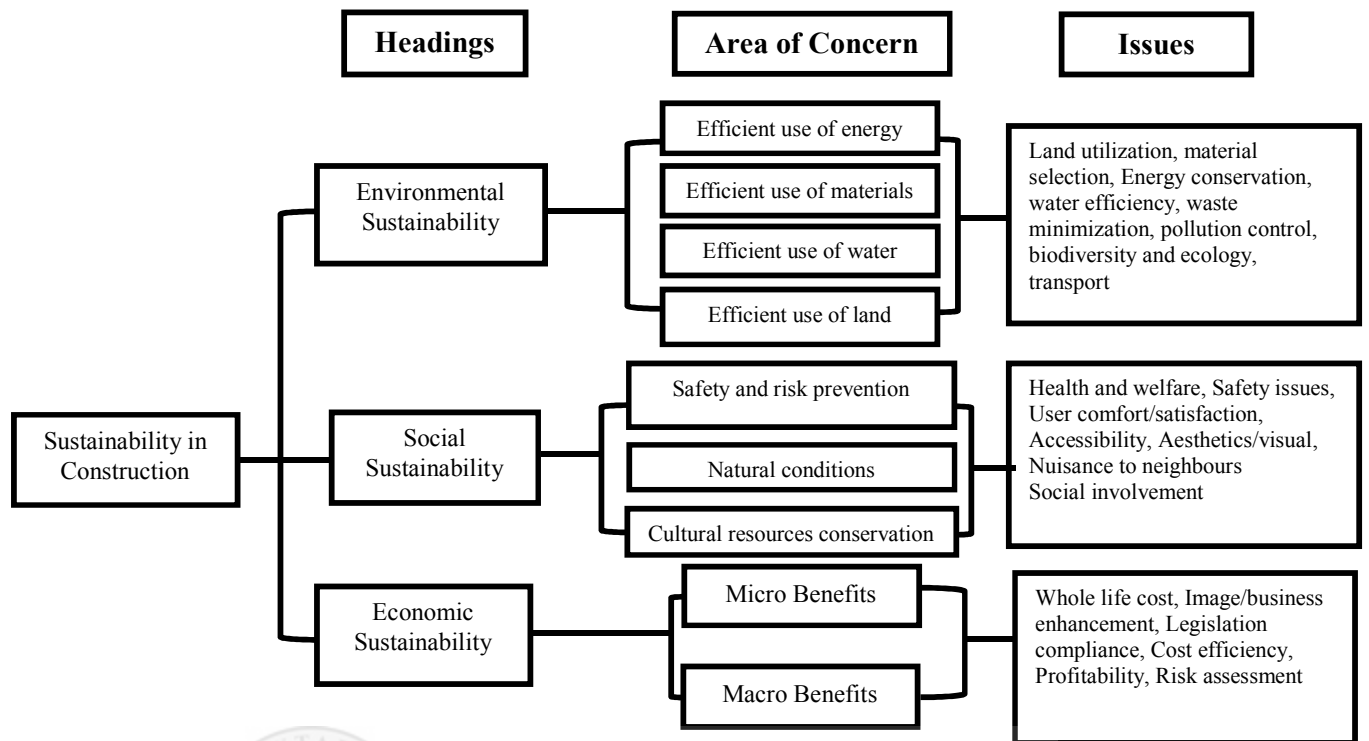 Headings
Area of Concern
Issues
Sustainability in
Construction
Environmental
Sustainability
Efficient use of energy
Efficient use of materials
Efficient use of water
Efficient use of land
Land utilization, material
selection, Energy conservation,
water efficiency, waste
minimization, pollution control,
biodiversity and ecology,
transport
Social
Sustainability
Safety and risk prevention
Natural conditions
Cultural resources conservation
Health and welfare, Safety issues,
User comfort/satisfaction,
Accessibility, Aesthetics/visual,
Nuisance to neighbours
Social involvement
Economic
Sustainability
Micro Benefits
Macro Benefits
Whole life cost, Image/business
enhancement, Legislation
compliance, Cost efficiency,
Profitability, Risk assessment